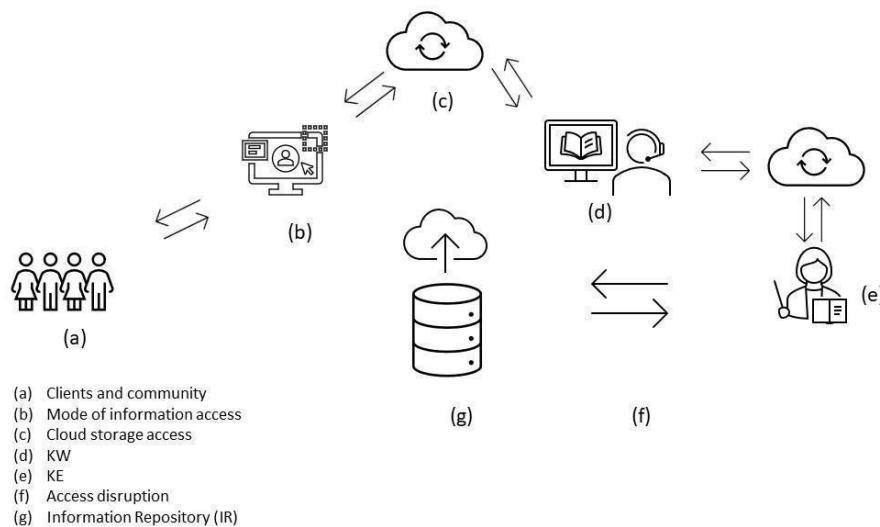 (c)
(b)
(d)
(e)
(a)
(g)
(f)
(a) Clients and community
(b) Mode of information access
(c) Cloud storage access
(d) KW
(e) KE
(f) Access disruption
(g) Information Repository (IR)